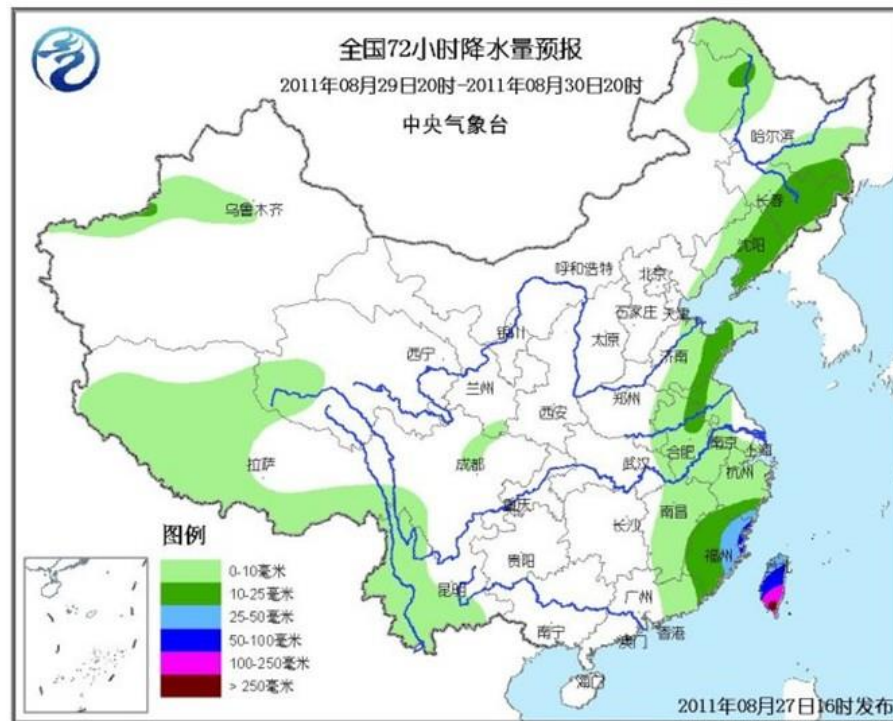 全国72小时降水量预报
2011年08月29日20时-2011年08月30日20时
中央气象台
哈尔滨
长春
乌鲁木齐
沈阳
呼和浩特
北京
石家庄
天津
银川
太原
西宁
济南
兰州
郑州
西安
成都
合肥
南京
上海
拉萨
武汉
杭州
重庆
南昌
长沙
图例
贵阳
福州
台北
0-10毫米
10-25毫米
昆明
广州
25-50毫米
南宁
香港
澳门
50-100毫米
100-250毫米
海口
> 250毫米
2011年08月27日16时发布